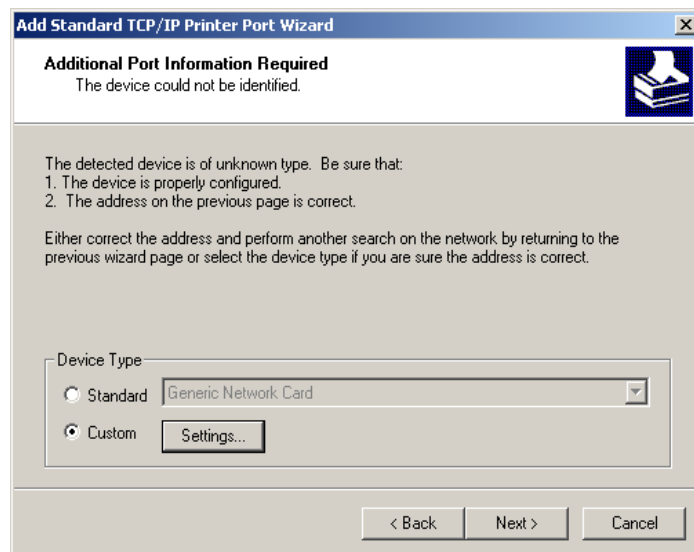 Add Standard TCP/IP Printer Port Wizard
Additional Port Information Required
The device could not be identified.
The detected device is of unknown type. Be sure that:
1. The device is properly configured.
2. The address on the previous page is correct.
Either correct the address and perform another search on the network by returning to the
previous wizard page or select the device type if you are sure the address is correct.
Device Type
Standard Generic Network Card
Custom Settings...
< Back Next > Cancel